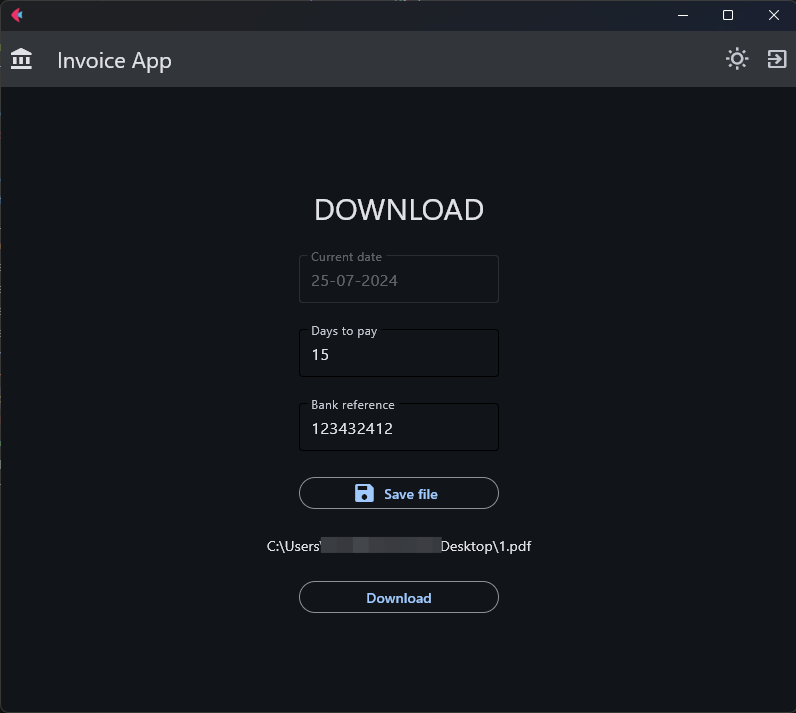 Invoice App
DOWNLOAD
Current date
25-07-2024
Days to pay
15
Bank reference
123432412
Save file
C:\Users\ Desktop\1.pdf
Download